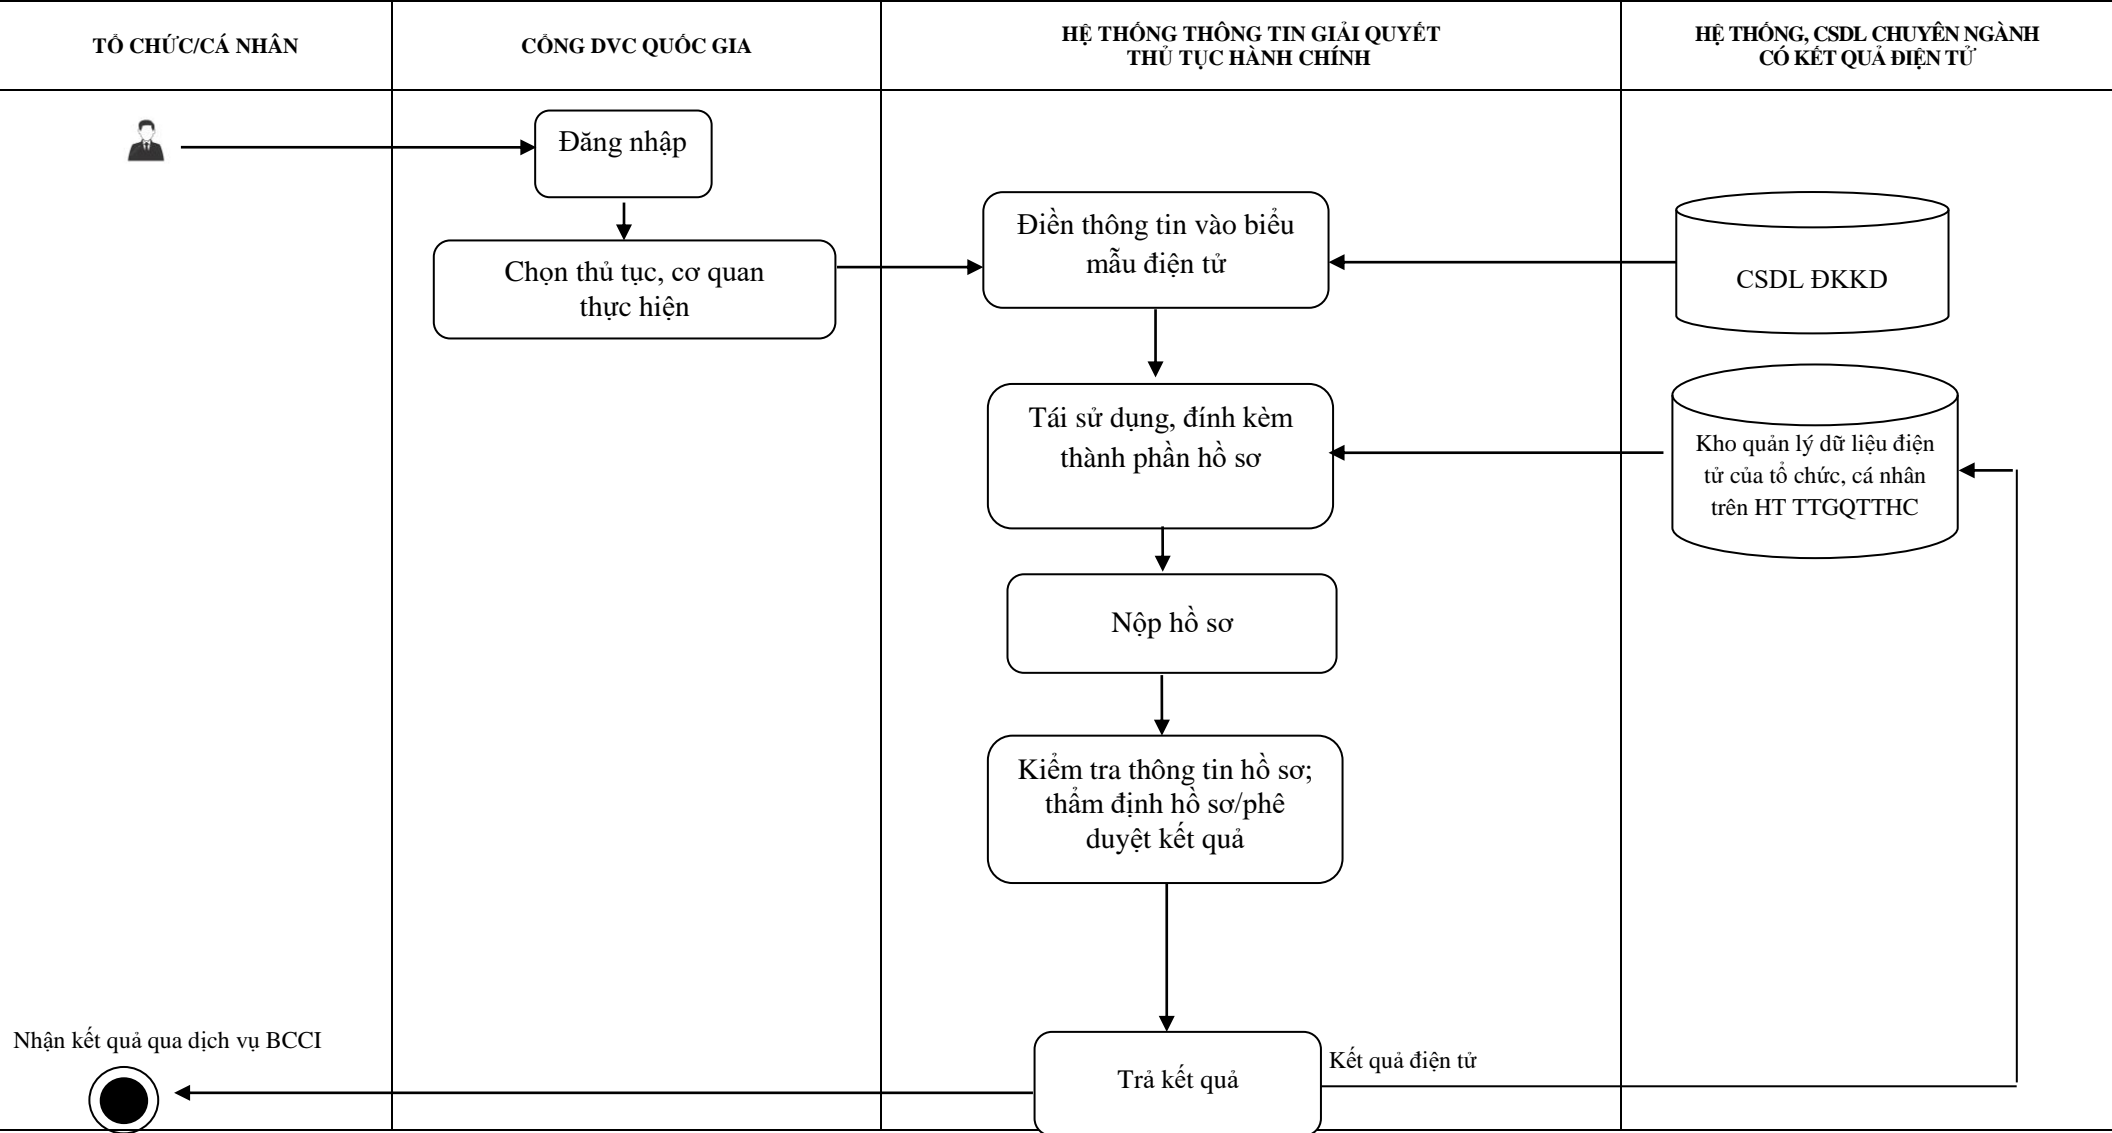 TỔ CHỨC/CÁ NHÂN
CỔNG DVC QUỐC GIA
HỆ THỐNG THÔNG TIN GIẢI QUYẾT
THỦ TỤC HÀNH CHÍNH
HỆ THỐNG, CSDL CHUYÊN NGÀNH
CÓ KẾT QUẢ ĐIỆN TỬ
Đăng nhập
Chọn thủ tục, cơ quan
thực hiện
Điền thông tin vào biểu
mẫu điện tử
CSDL ĐKKD
Tái sử dụng, đính kèm
thành phần hồ sơ
Kho quản lý dữ liệu điện
tử của tổ chức, cá nhân
trên HT TTGQTTHC
Nộp hồ sơ
Kiểm tra thông tin hồ sơ;
thẩm định hồ sơ/phê
duyệt kết quả
Nhận kết quả qua dịch vụ BCCI
Trả kết quả
Kết quả điện tử